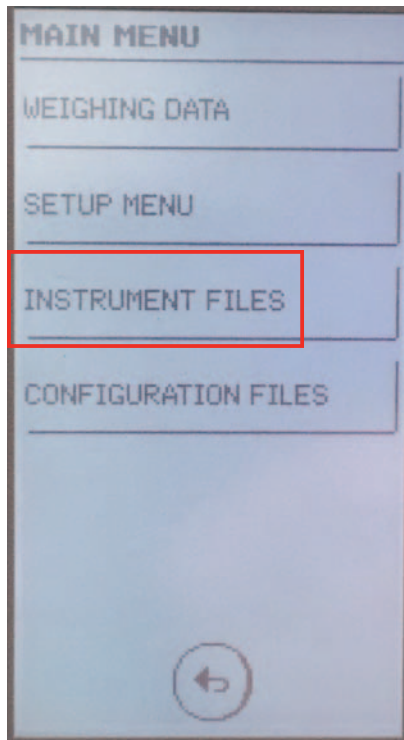 MAIN MENU
WEIGHING DATA
SETUP MENU
INSTRUMENT FILES
CONFIGURATION FILES